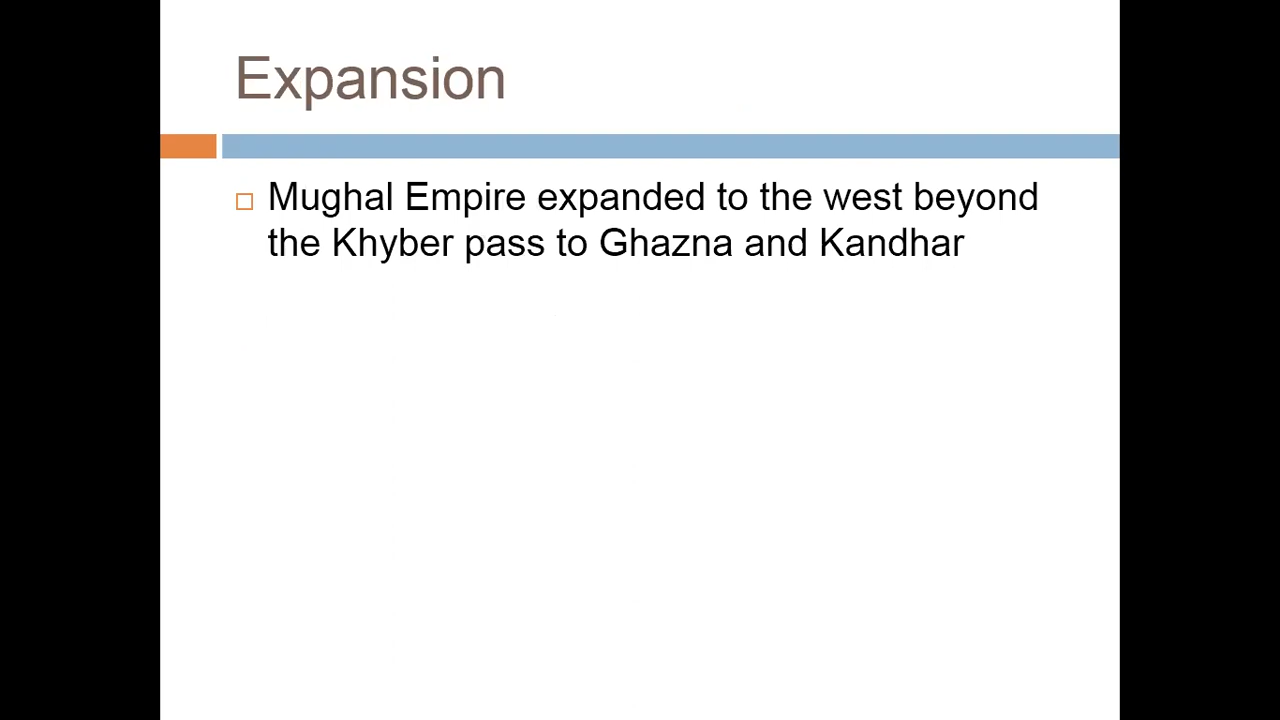 Expansion
Mughal Empire expanded to the west beyond
the Khyber pass to Ghazna and Kandhar